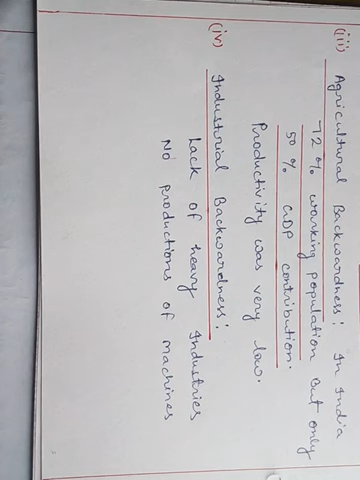 (iii) Agricultural Backwardness: In India
72% working population but only
50% GDP contribution.
Productivity was very low.
(iv) Industrial Backwardness:
Lack of heavy Industries
No productions of machines